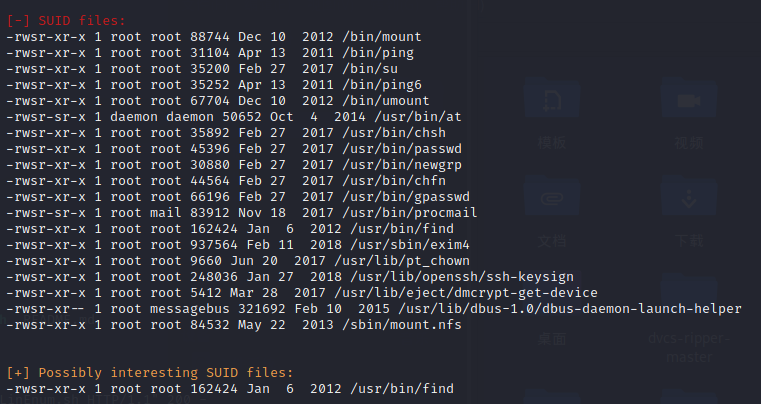 [-] SUID files:
-rwsr-xr-x 1 root root 88744 Dec 10  2012 /bin/mount
-rwsr-xr-x 1 root root 31104 Apr 13  2011 /bin/ping
-rwsr-xr-x 1 root root 35200 Feb 27  2017 /bin/su
-rwsr-xr-x 1 root root 35252 Apr 13  2011 /bin/ping6
-rwsr-xr-x 1 root root 67704 Dec 10  2012 /bin/umount
-rwsr-sr-x 1 daemon daemon 50652 Oct  4  2014 /usr/bin/at
-rwsr-xr-x 1 root root 35892 Feb 27  2017 /usr/bin/chsh
-rwsr-xr-x 1 root root 45396 Feb 27  2017 /usr/bin/passwd
-rwsr-xr-x 1 root root 30880 Feb 27  2017 /usr/bin/newgrp
-rwsr-xr-x 1 root root 44564 Feb 27  2017 /usr/bin/chfn
-rwsr-xr-x 1 root root 66196 Feb 27  2017 /usr/bin/gpasswd
-rwsr-sr-x 1 root mail 83912 Nov 18  2017 /usr/bin/procmail
-rwsr-xr-x 1 root root 162424 Jan  6  2012 /usr/bin/find
-rwsr-xr-x 1 root root 937564 Feb 11  2018 /usr/sbin/exim4
-rwsr-xr-x 1 root root 9660 Jun 20  2017 /usr/lib/pt_chown
-rwsr-xr-x 1 root root 248036 Jan 27  2018 /usr/lib/openssh/ssh-keysign
-rwsr-xr-x 1 root root 5412 Mar 28  2017 /usr/lib/eject/dmcrypt-get-device
-rwsr-xr-- 1 root messagebus 321692 Feb 10  2015 /usr/lib/dbus-1.0/dbus-daemon-launch-helper
-rwsr-xr-x 1 root root 84532 May 22  2013 /sbin/mount.nfs
[+] Possibly interesting SUID files:
-rwsr-xr-x 1 root root 162424 Jan  6  2012 /usr/bin/find
模板
视频
文档
下载
桌面
dvcs-ripper-
master